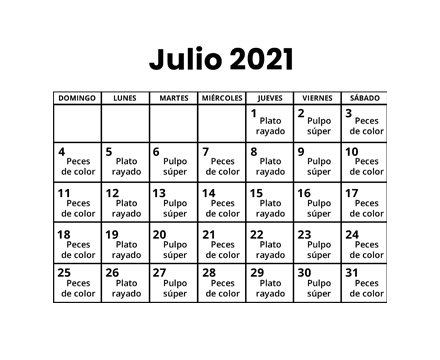 Julio 2021
DOMINGO LUNES MARTES MIÉRCOLES JUEVES VIERNES SÁBADO
1 Plato rayado
2 Pulpo súper
3 Peces de color
4 Peces de color
5 Plato rayado
6 Pulpo súper
7 Peces de color
8 Plato rayado
9 Pulpo súper
10 Peces de color
11 Peces de color
12 Plato rayado
13 Pulpo súper
14 Peces de color
15 Plato rayado
16 Pulpo súper
17 Peces de color
18 Peces de color
19 Plato rayado
20 Pulpo súper
21 Peces de color
22 Plato rayado
23 Pulpo súper
24 Peces de color
25 Peces de color
26 Plato rayado
27 Pulpo súper
28 Peces de color
29 Plato rayado
30 Pulpo súper
31 Peces de color